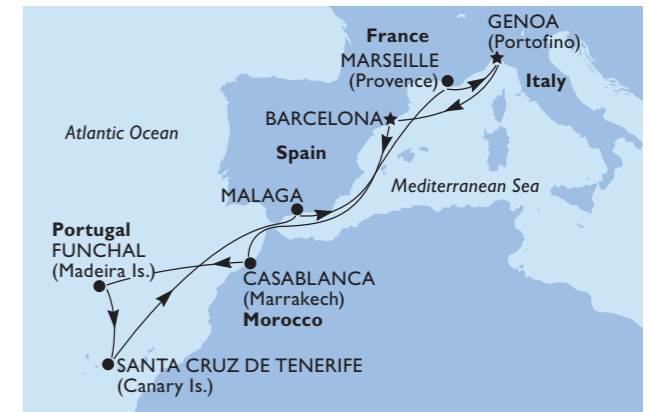 GENOA
(Portofino)
France
MARSEILLE
(Provence)
Italy
BARCELONA
Atlantic Ocean
Spain
Mediterranean Sea
MALAGA
Portugal
FUNCHAL
(Madeira Is.)
CASABLANCA
(Marrakech)
Morocco
SANTA CRUZ DE TENERIFE
(Canary Is.)